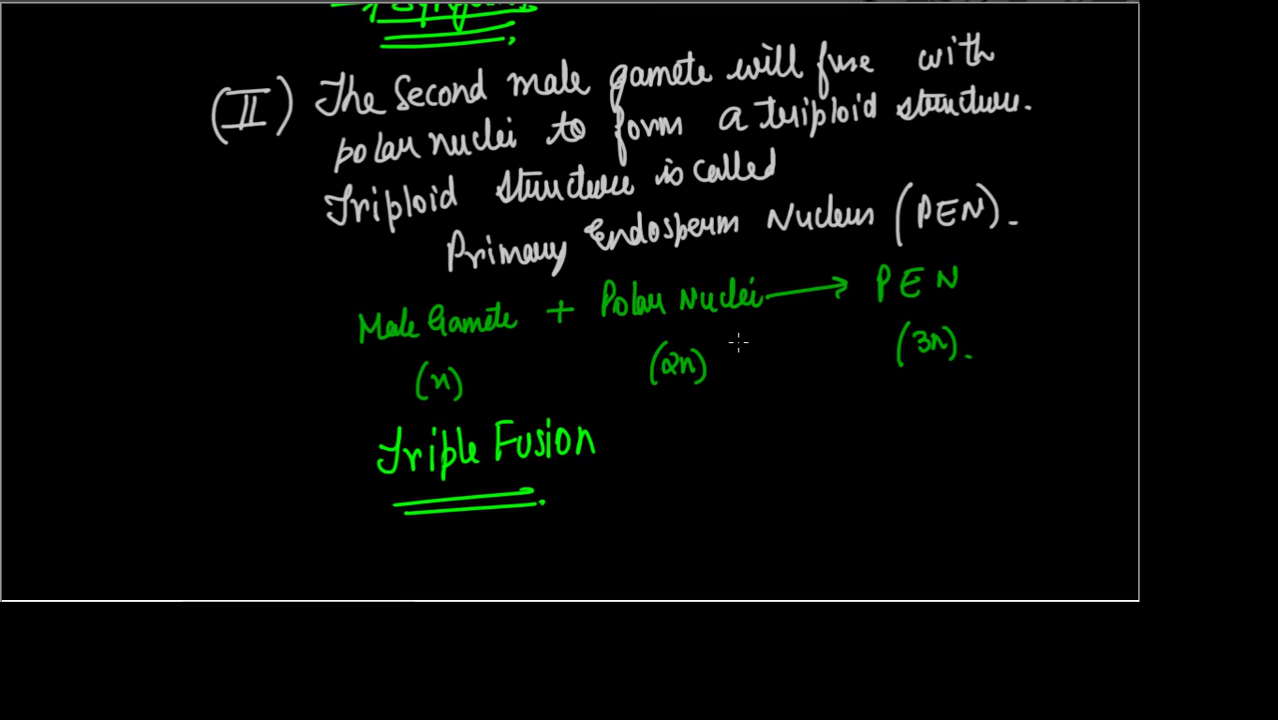 (II) The Second male gamete will fuse with
polar nuclei to form a triploid structure.
Triploid structure is called
Primary Endosperm Nucleus (PEN).
Male Gamete + Polar Nuclei → PEN
(n) (2n) (3n).
Triple Fusion